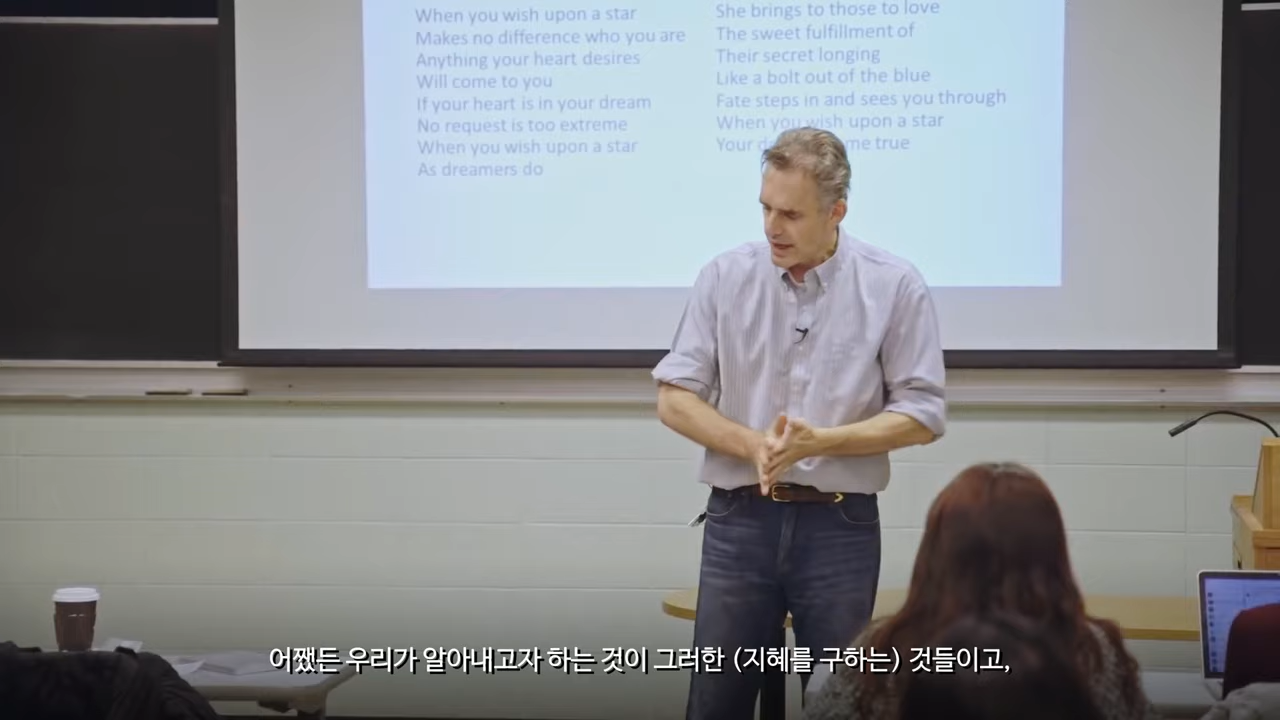 When you wish upon a star
Makes no difference who you are
Anything your heart desires
Will come to you
If your heart is in your dream
No request is too extreme
When you wish upon a star
As dreamers do
She brings to those to love
The sweet fulfillment of
Their secret longing
Like a bolt out of the blue
Fate steps in and sees you through
When you wish upon a star
Your me true
어쨌든 우리가 알아내고자 하는 것이 그러한 (지혜를 구하는) 것들이고,